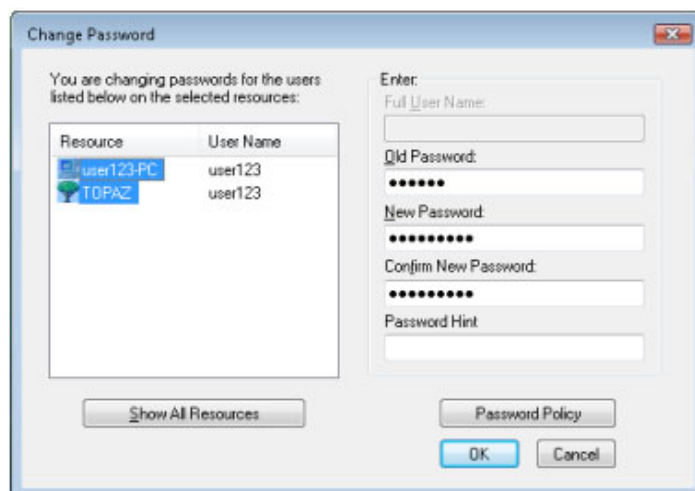 Change Password
You are changing passwords for the users
listed below on the selected resources:
Resource User Name
user123-PC user123
TOPAZ user123
Show All Resources
Enter:
Full User Name:
Old Password:
●●●●●●
New Password:
●●●●●●●●●
Confirm New Password:
●●●●●●●●●
Password Hint
Password Policy
OK Cancel